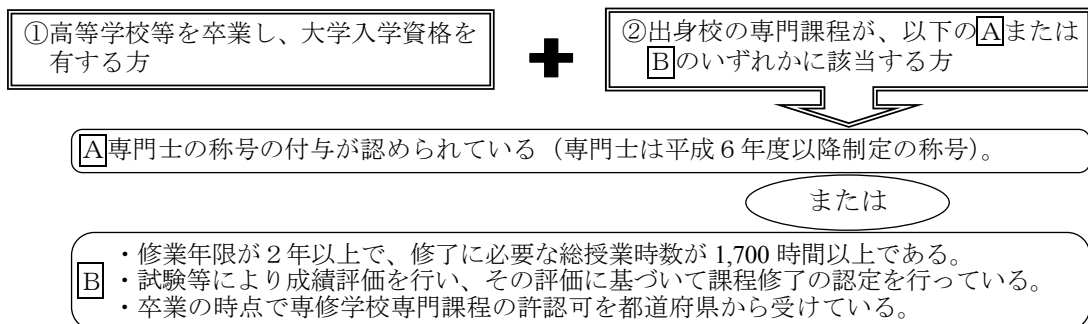 ①高等学校等を卒業し、大学入学資格を
有する方
②出身校の専門課程が、以下のAまたは
Bのいずれかに該当する方
A専門士の称号の付与が認められている（専門士は平成６年度以降制定の称号）。
または
B
・修業年限が２年以上で、修了に必要な総授業時数が 1,700 時間以上である。
・試験等により成績評価を行い、その評価に基づいて課程修了の認定を行っている。
・卒業の時点で専修学校専門課程の許認可を都道府県から受けている。